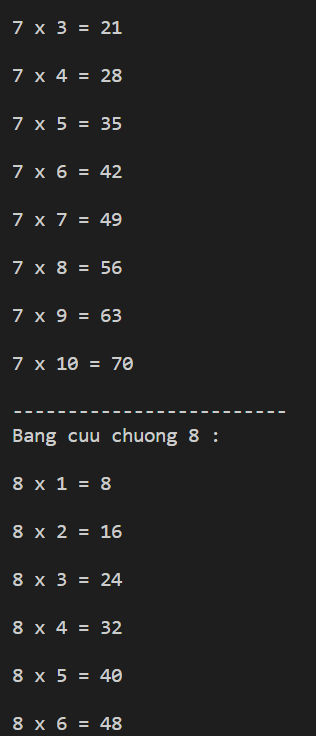 7 x 3 = 21
7 x 4 = 28
7 x 5 = 35
7 x 6 = 42
7 x 7 = 49
7 x 8 = 56
7 x 9 = 63
7 x 10 = 70
-------------------------
Bang cuu chuong 8 :
8 x 1 = 8
8 x 2 = 16
8 x 3 = 24
8 x 4 = 32
8 x 5 = 40
8 x 6 = 48